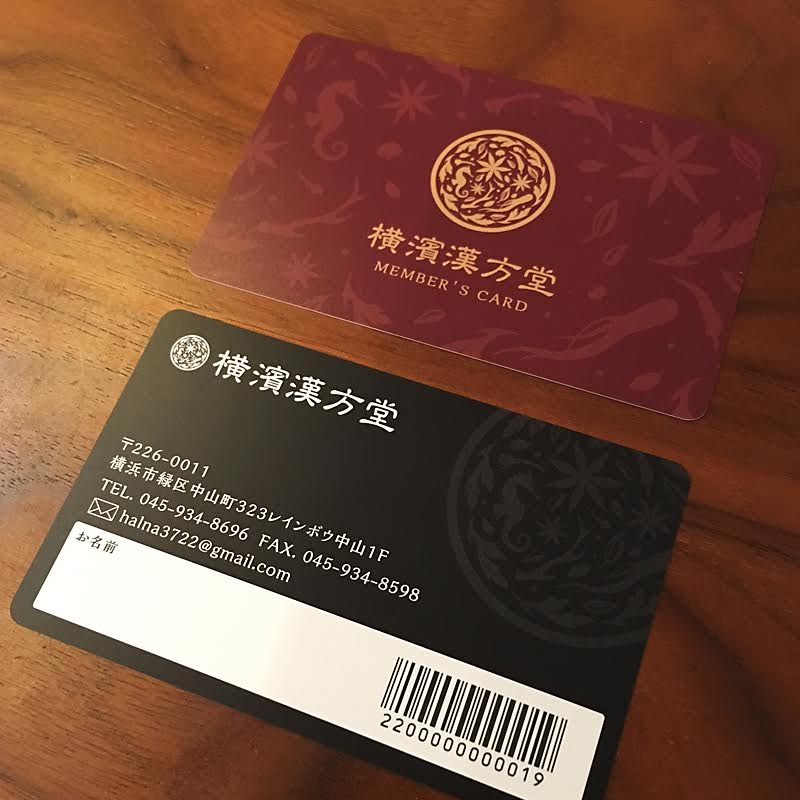 横濱漢方堂
MEMBER'S CARD
横濱漢方堂
〒226-0011
横浜市緑区中山町323レインボウ中山1F
TEL. 045-934-8696 FAX. 045-934-8598
halna3722@gmail.com
お名前
2200000000019